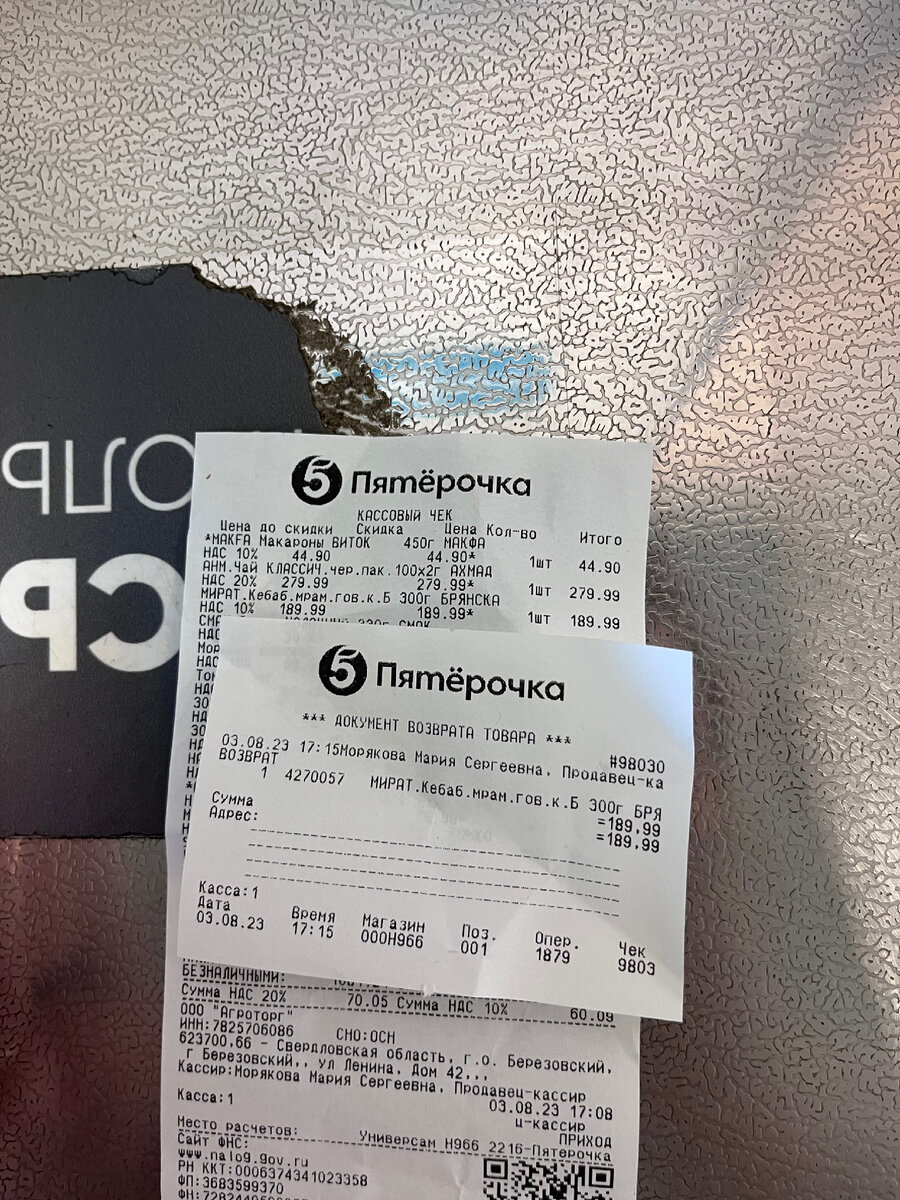 5 Пятёрочка
КАССОВЫЙ ЧЕК
Цена до скидки Скидка Цена Кол-во Итого
*МАКFА Макароны ВИТОК 450г МАКФА
НДС 10% 44.90 44.90* 1шт 44.90
АНМ.Чай КЛАССИЧ.чер.пак.100х2г АХМАД
НДС 20% 279.99 279.99* 1шт 279.99
МИРАТ.Кебаб.мрам.гов.к.Б 300г БРЯНСКА
НДС 10% 189.99 189.99* 1шт 189.99
5 Пятёрочка
*** ДОКУМЕНТ ВОЗВРАТА ТОВАРА ***
#98030
03.08.23 17:15Морякова Мария Сергеевна, Продавец-ка
ВОЗВРАТ
1 4270057 МИРАТ.Кебаб.мрам.гов.к.Б 300г БРЯ
=189,99
Сумма =189,99
Адрес:
Касса:1
Дата Время Магазин Поз. Опер. Чек
03.08.23 17:15 000Н966 001 1879 9803
БЕЗНАЛИЧНЫМИ:
Сумма НДС 20% 70.05 Сумма НДС 10% 60.09
ООО "Агроторг"
ИНН:7825706086 СНО:ОСН
623700,66 - Свердловская область, г.о. Березовский,
г Березовский,, ул Ленина, Дом 42,,,
Кассир:Морякова Мария Сергеевна, Продавец-кассир
03.08.23 17:08
Касса:1 ц-кассир
ПРИХОД
Место расчетов: Универсам Н966 2216-Пятерочка
Сайт ФНС:
www.nalog.gov.ru
РН ККТ:0006374341023358
ФП:3683599370